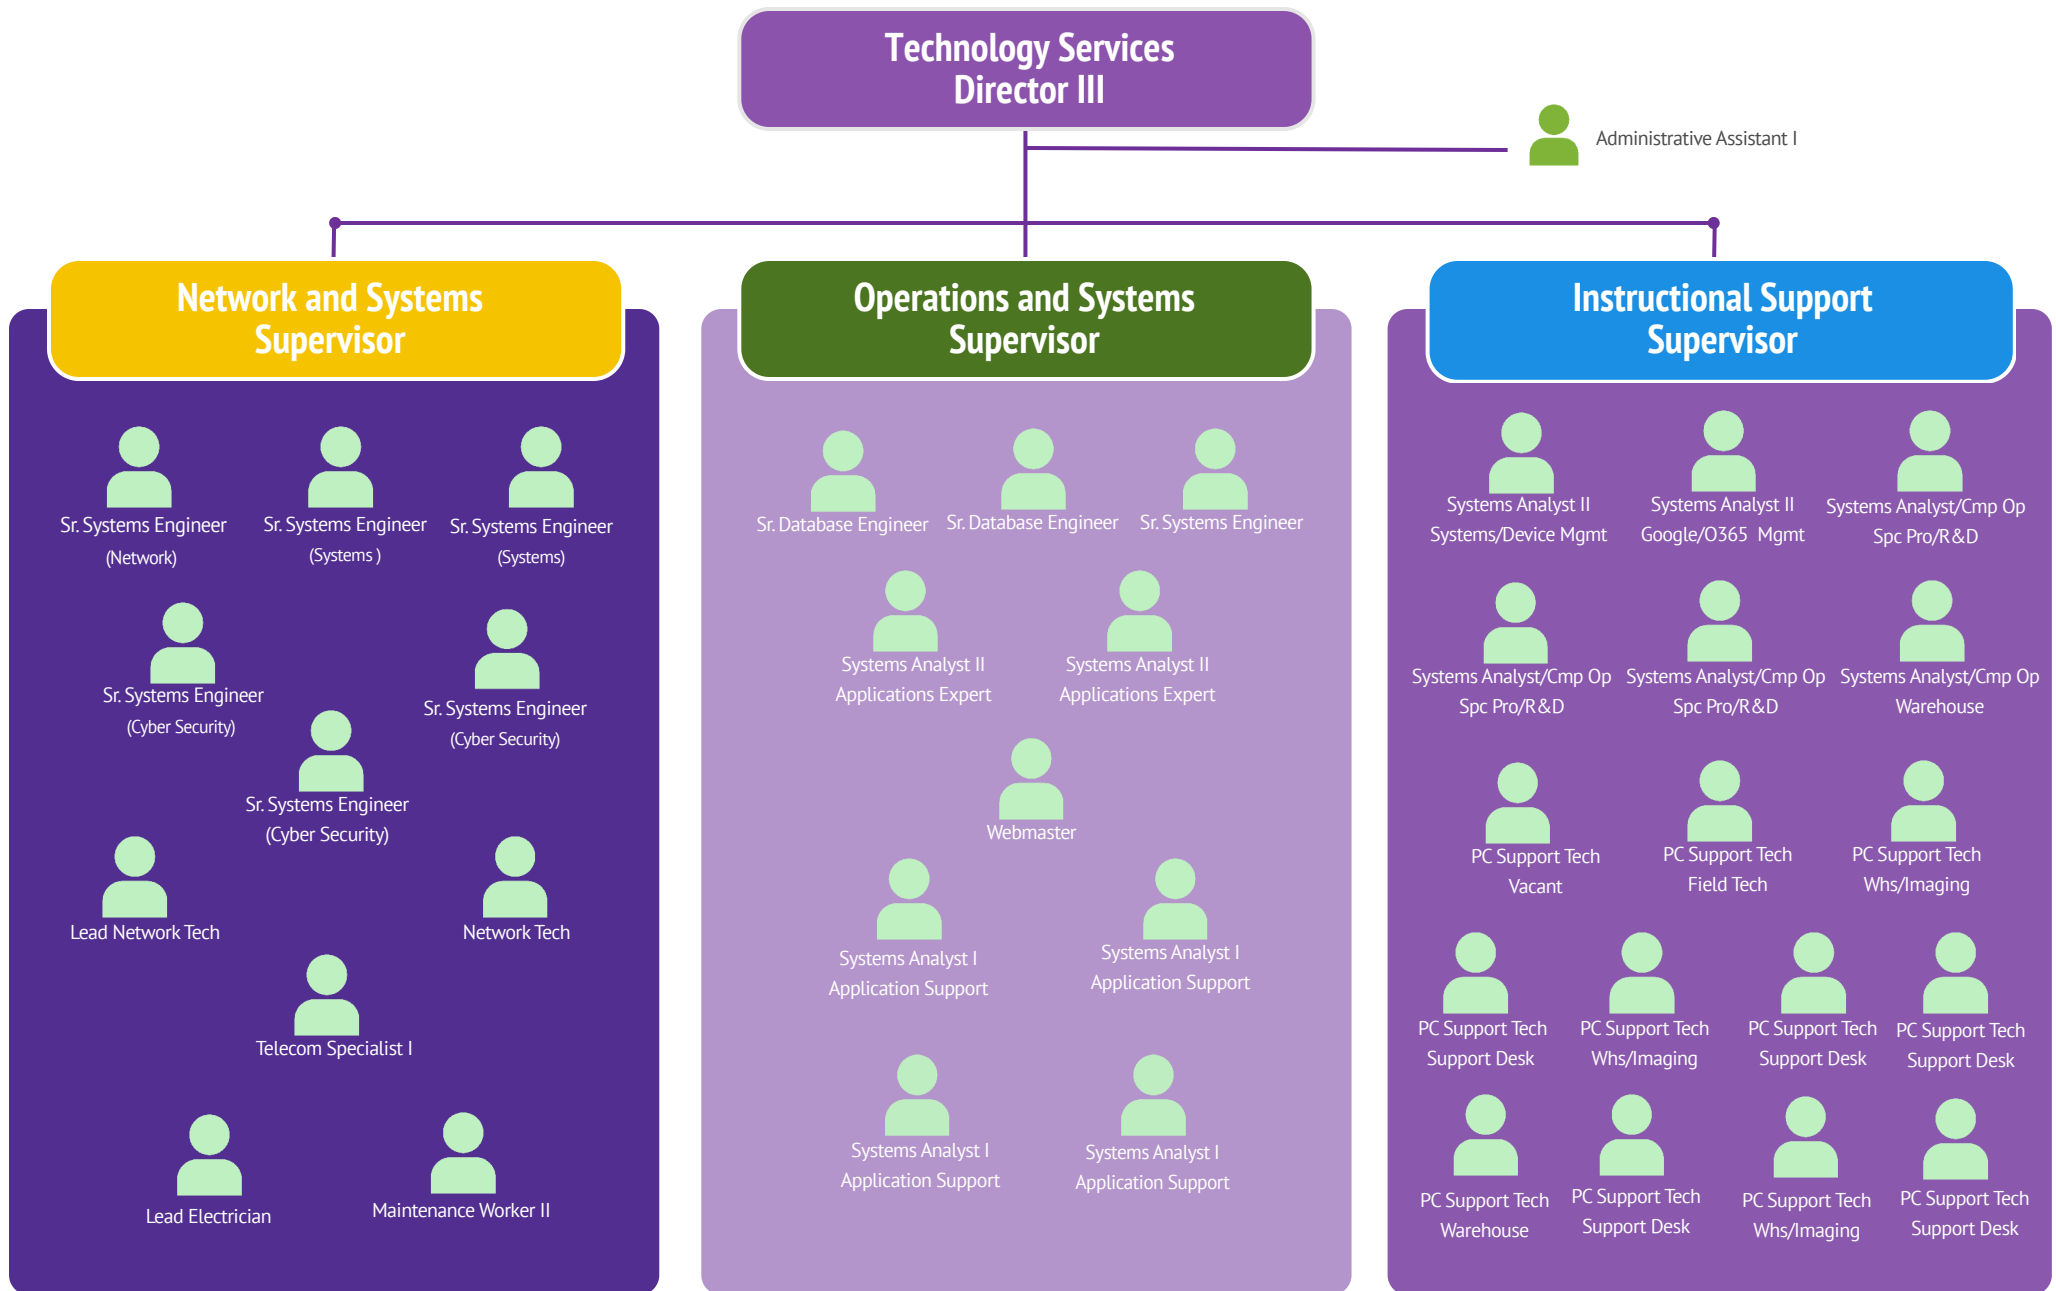 Technology Services
Director III
Administrative Assistant I
Network and Systems
Supervisor
Sr. Systems Engineer
(Network)
Sr. Systems Engineer
(Systems )
Sr. Systems Engineer
(Systems)
Sr. Systems Engineer
(Cyber Security)
Sr. Systems Engineer
(Cyber Security)
Sr. Systems Engineer
(Cyber Security)
Lead Network Tech
Network Tech
Telecom Specialist I
Lead Electrician
Maintenance Worker II
Operations and Systems
Supervisor
Sr. Database Engineer
Sr. Database Engineer
Sr. Systems Engineer
Systems Analyst II
Applications Expert
Systems Analyst II
Applications Expert
Webmaster
Systems Analyst I
Application Support
Systems Analyst I
Application Support
Systems Analyst I
Application Support
Systems Analyst I
Application Support
Instructional Support
Supervisor
Systems Analyst II
Systems/Device Mgmt
Systems Analyst II
Google/O365 Mgmt
Systems Analyst/Cmp Op
Spc Pro/R&D
Systems Analyst/Cmp Op
Spc Pro/R&D
Systems Analyst/Cmp Op
Spc Pro/R&D
Systems Analyst/Cmp Op
Warehouse
PC Support Tech
Vacant
PC Support Tech
Field Tech
PC Support Tech
Whs/Imaging
PC Support Tech
Support Desk
PC Support Tech
Whs/Imaging
PC Support Tech
Support Desk
PC Support Tech
Support Desk
PC Support Tech
Warehouse
PC Support Tech
Support Desk
PC Support Tech
Whs/Imaging
PC Support Tech
Support Desk